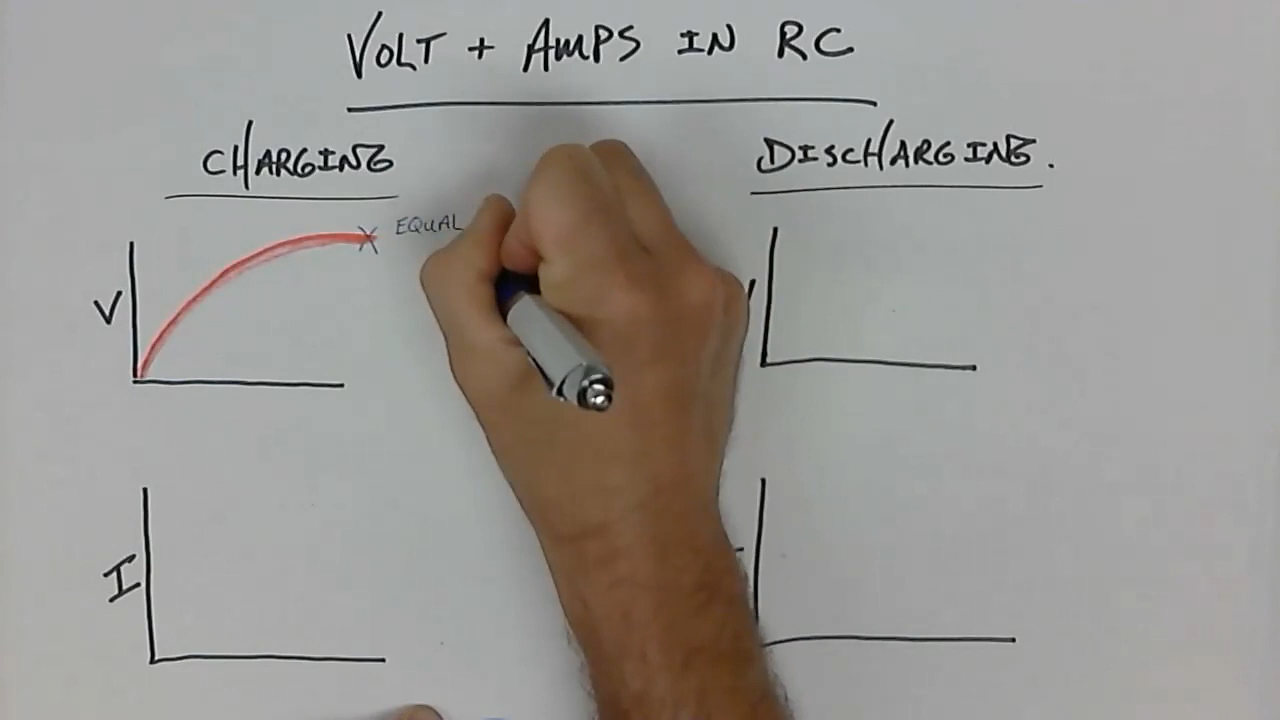 VOLT + AMPS IN RC
CHARGING
DISCHARGING.
EQUAL
V
I